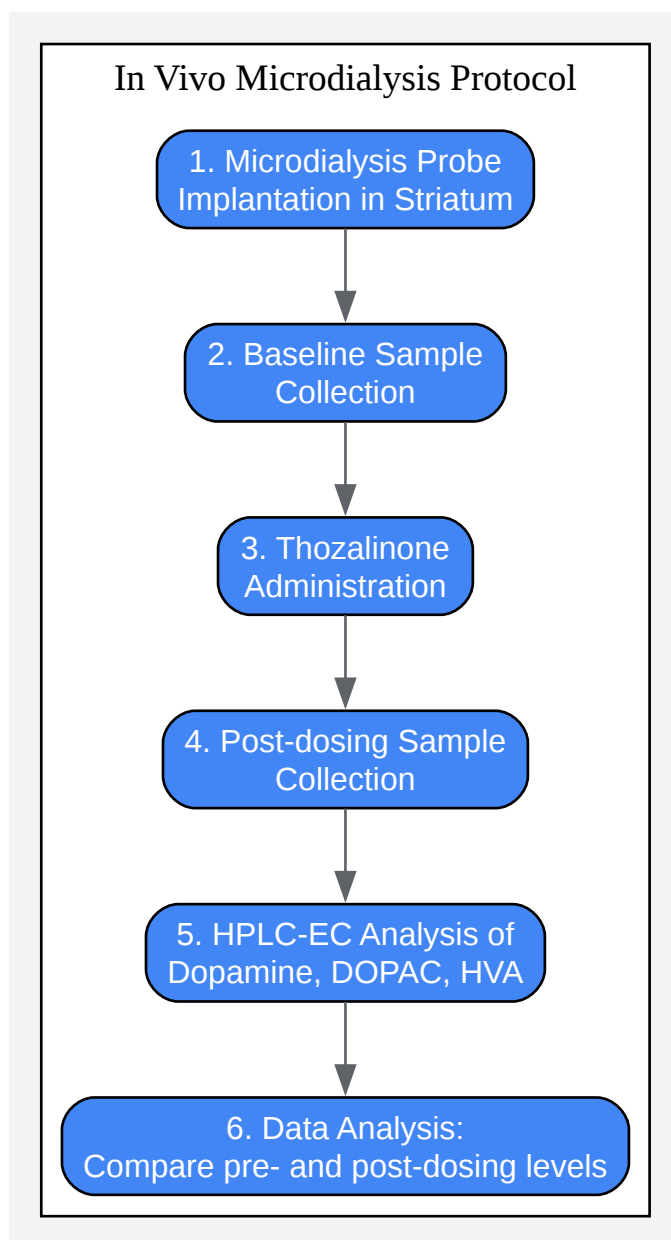 In Vivo Microdialysis Protocol
1. Microdialysis Probe
Implantation in Striatum
2. Baseline Sample
Collection
3. Thozalinone
Administration
4. Post-dosing Sample
Collection
5. HPLC-EC Analysis of
Dopamine, DOPAC, HVA
6. Data Analysis:
Compare pre- and post-dosing levels